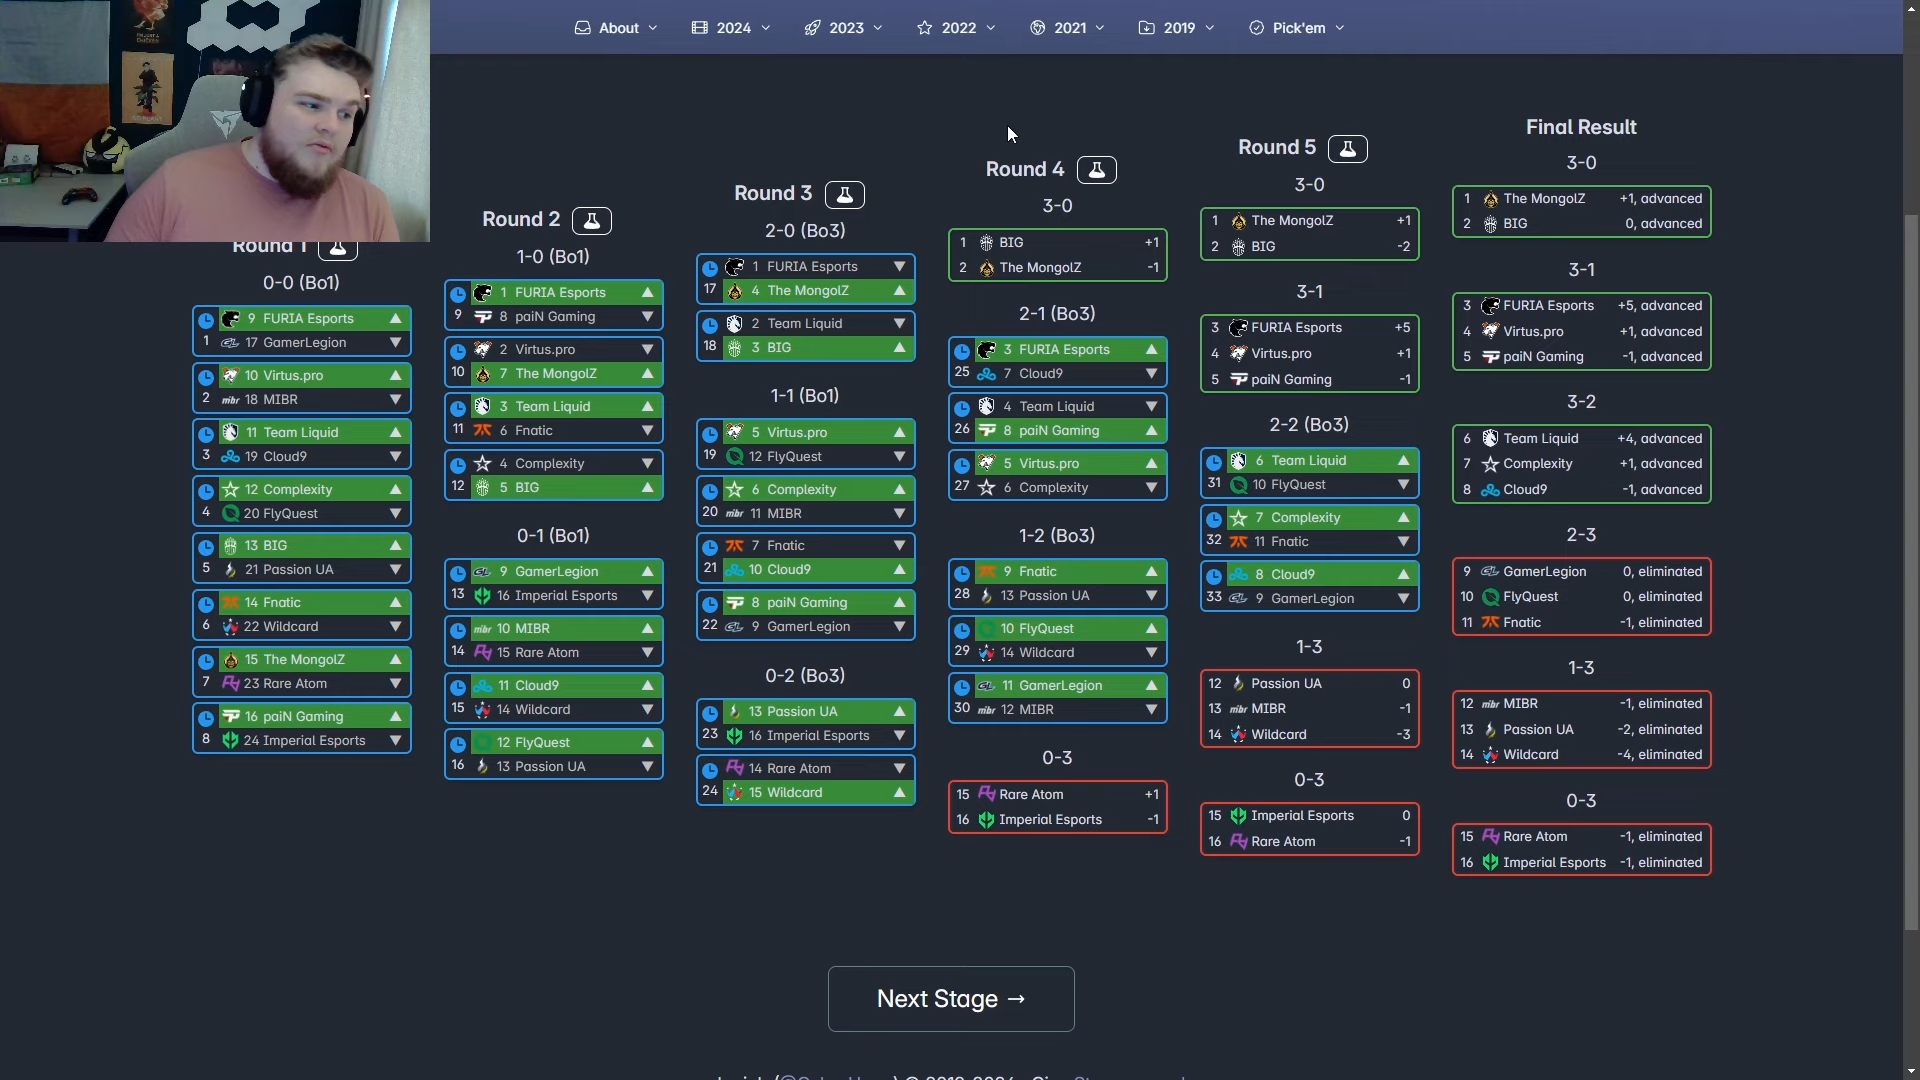 About
2024
2023
2022
2021
2019
Pick'em
Round 1
0-0 (Bo1)
1
9 FURIA Esports
17 GamerLegion
2
10 Virtus.pro
18 MIBR
3
11 Team Liquid
19 Cloud9
4
12 Complexity
20 FlyQuest
5
13 BIG
21 Passion UA
6
14 Fnatic
22 Wildcard
7
15 The MongolZ
23 Rare Atom
8
16 paiN Gaming
24 Imperial Esports
Round 2
1-0 (Bo1)
9
1 FURIA Esports
8 paiN Gaming
10
2 Virtus.pro
7 The MongolZ
11
3 Team Liquid
6 Fnatic
12
4 Complexity
5 BIG
0-1 (Bo1)
13
9 GamerLegion
16 Imperial Esports
14
10 MIBR
15 Rare Atom
15
11 Cloud9
14 Wildcard
16
12 FlyQuest
13 Passion UA
Round 3
2-0 (Bo3)
17
1 FURIA Esports
4 The MongolZ
18
2 Team Liquid
3 BIG
1-1 (Bo1)
19
5 Virtus.pro
12 FlyQuest
20
6 Complexity
11 MIBR
21
7 Fnatic
10 Cloud9
22
8 paiN Gaming
9 GamerLegion
0-2 (Bo3)
23
13 Passion UA
16 Imperial Esports
24
14 Rare Atom
15 Wildcard
Round 4
3-0
1 BIG +1
2 The MongolZ -1
2-1 (Bo3)
25
3 FURIA Esports
7 Cloud9
26
4 Team Liquid
8 paiN Gaming
27
5 Virtus.pro
6 Complexity
1-2 (Bo3)
28
9 Fnatic
13 Passion UA
29
10 FlyQuest
14 Wildcard
30
11 GamerLegion
12 MIBR
0-3
15 Rare Atom +1
16 Imperial Esports -1
Round 5
3-0
1 The MongolZ +1
2 BIG -2
3-1
3 FURIA Esports +5
4 Virtus.pro +1
5 paiN Gaming -1
2-2 (Bo3)
31
6 Team Liquid
10 FlyQuest
32
7 Complexity
11 Fnatic
33
8 Cloud9
9 GamerLegion
1-3
12 Passion UA 0
13 MIBR -1
14 Wildcard -3
0-3
15 Imperial Esports 0
16 Rare Atom -1
Final Result
3-0
1 The MongolZ +1, advanced
2 BIG 0, advanced
3-1
3 FURIA Esports +5, advanced
4 Virtus.pro +1, advanced
5 paiN Gaming -1, advanced
3-2
6 Team Liquid +4, advanced
7 Complexity +1, advanced
8 Cloud9 -1, advanced
2-3
9 GamerLegion 0, eliminated
10 FlyQuest 0, eliminated
11 Fnatic -1, eliminated
1-3
12 MIBR -1, eliminated
13 Passion UA -2, eliminated
14 Wildcard -4, eliminated
0-3
15 Rare Atom -1, eliminated
16 Imperial Esports -1, eliminated
Next Stage →